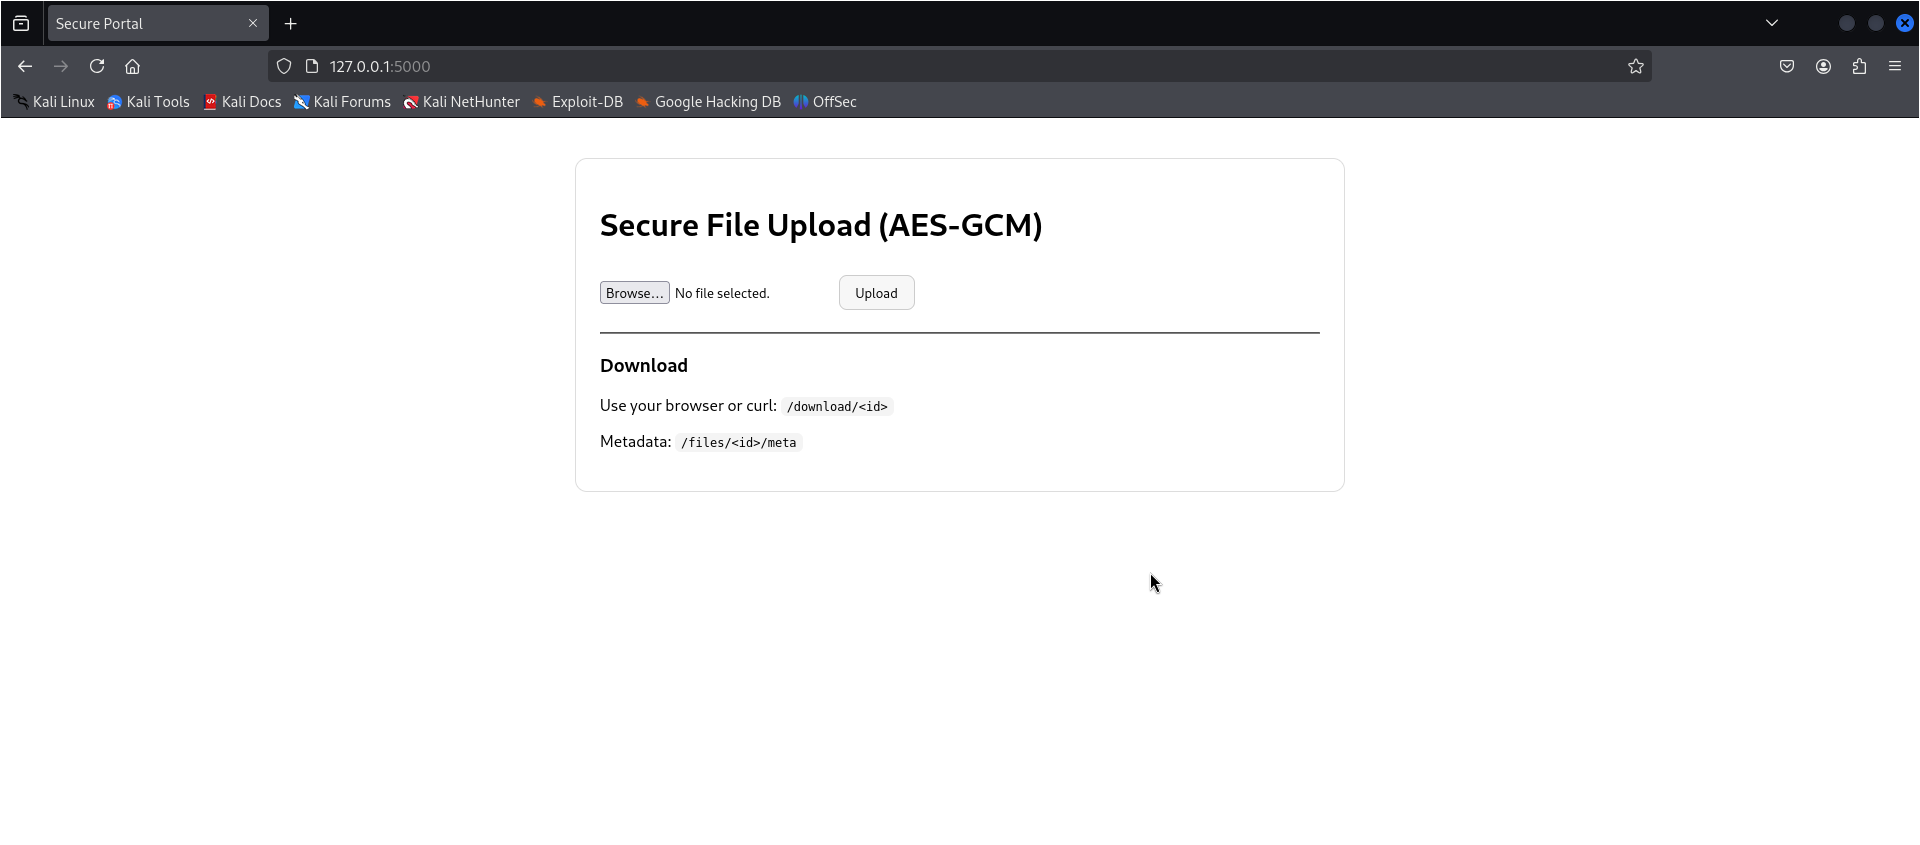 Secure Portal
127.0.0.1:5000
Kali Linux Kali Tools Kali Docs Kali Forums Kali NetHunter Exploit-DB Google Hacking DB OffSec
Secure File Upload (AES-GCM)
Browse... No file selected. Upload
Download
Use your browser or curl: /download/<id>
Metadata: /files/<id>/meta